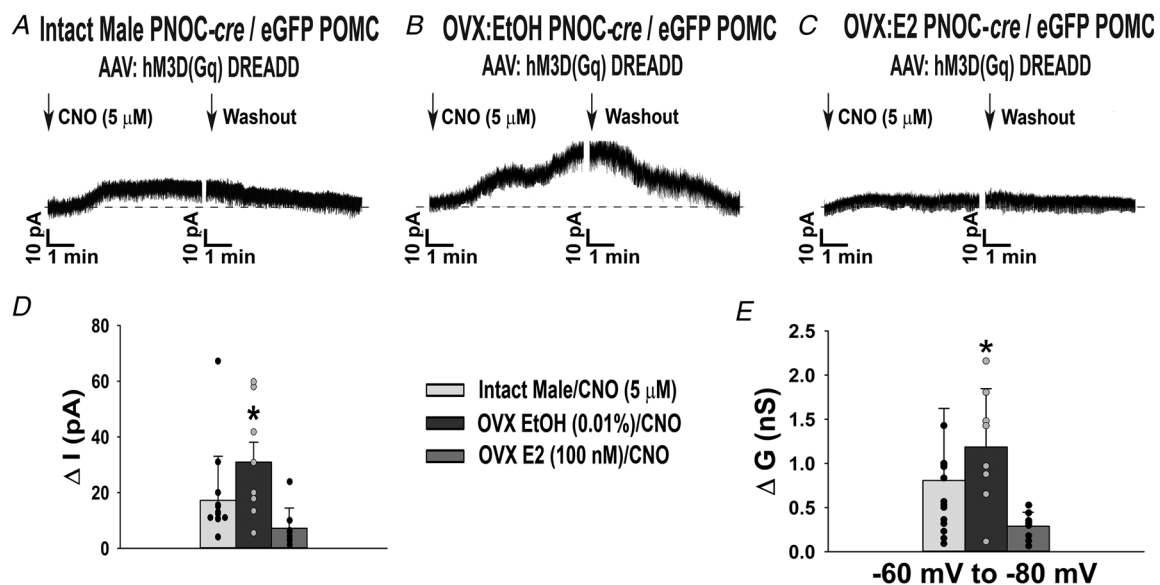 A Intact Male PNOC-cre / eGFP POMC
AAV: hM3D(Gq) DREADD
CNO (5 μM)
Washout
10 pA
1 min
10 pA
1 min
B OVX:EtOH PNOC-cre / eGFP POMC
AAV: hM3D(Gq) DREADD
CNO (5 μM)
Washout
10 pA
1 min
10 pA
1 min
C OVX:E2 PNOC-cre / eGFP POMC
AAV: hM3D(Gq) DREADD
CNO (5 μM)
Washout
10 pA
1 min
10 pA
1 min
D
Δ I (pA)
80
60
40
20
0
*
Intact Male/CNO (5 μM)
OVX EtOH (0.01%)/CNO
OVX E2 (100 nM)/CNO
E
Δ G (nS)
2.5
2.0
1.5
1.0
0.5
0.0
*
-60 mV to -80 mV